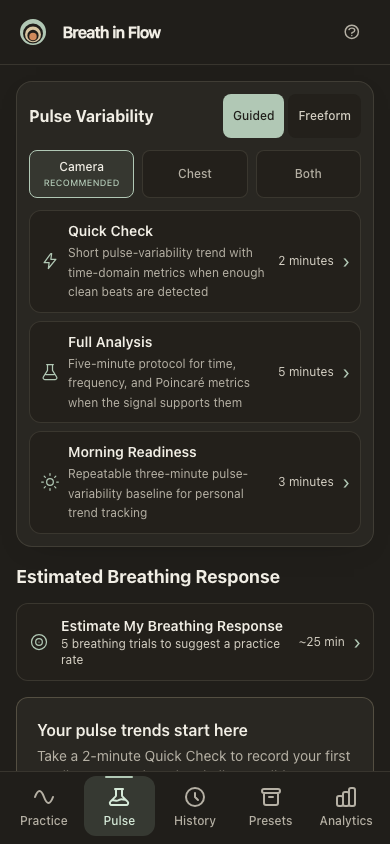 Breath in Flow
Pulse Variability
Guided
Freeform
Camera
RECOMMENDED
Chest
Both
Quick Check
Short pulse-variability trend with
time-domain metrics when enough
clean beats are detected
2 minutes
Full Analysis
Five-minute protocol for time,
frequency, and Poincaré metrics
when the signal supports them
5 minutes
Morning Readiness
Repeatable three-minute pulse-
variability baseline for personal
trend tracking
3 minutes
Estimated Breathing Response
Estimate My Breathing Response
5 breathing trials to suggest a practice
rate
~25 min
Your pulse trends start here
Take a 2-minute Quick Check to record your first
Practice
Pulse
History
Presets
Analytics